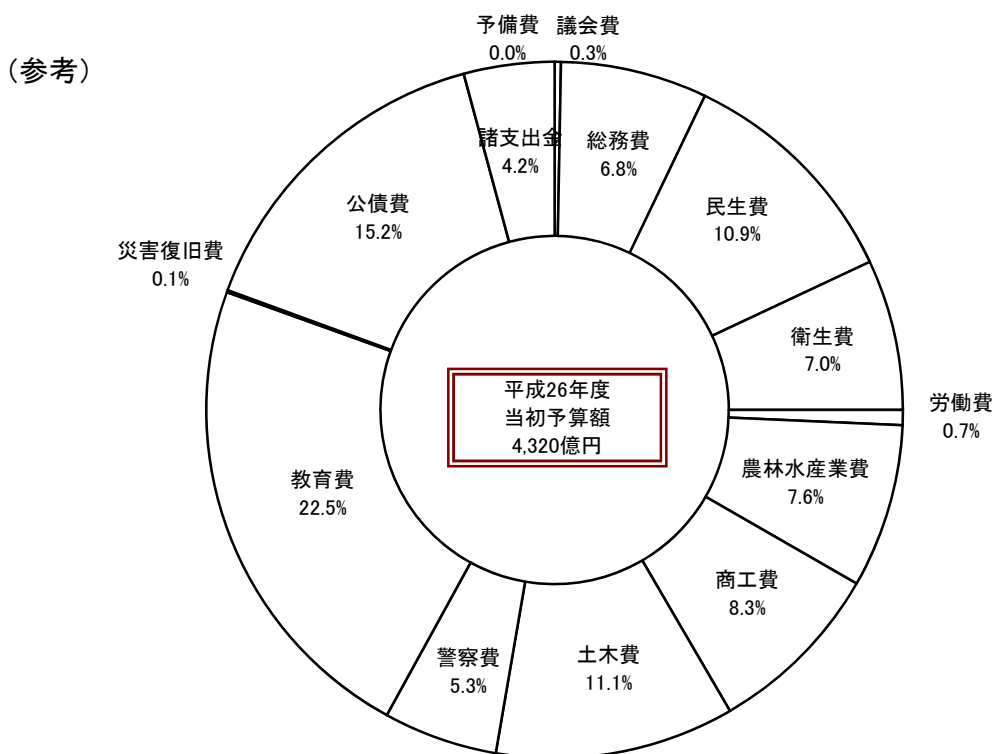 (参考)
予備費
0.0%
議会費
0.3%
総務費
6.8%
民生費
10.9%
衛生費
7.0%
労働費
0.7%
農林水産業費
7.6%
商工費
8.3%
土木費
11.1%
警察費
5.3%
教育費
22.5%
災害復旧費
0.1%
公債費
15.2%
諸支出金
4.2%
平成26年度
当初予算額
4,320億円